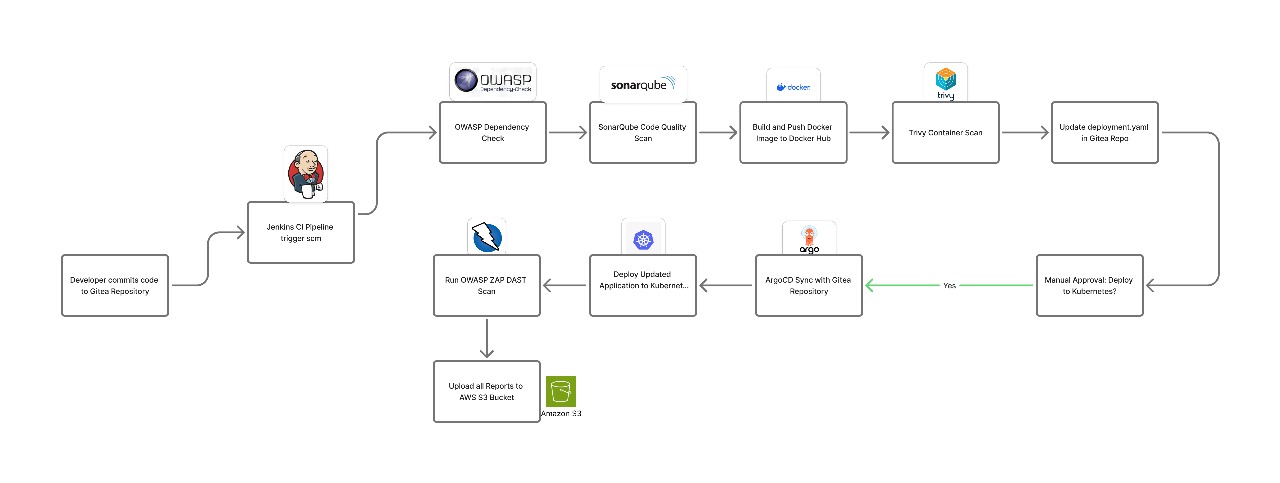 OWASP
Dependency-Check
sonarqube
docker
trivy
OWASP Dependency
Check
SonarQube Code Quality
Scan
Build and Push Docker
Image to Docker Hub
Trivy Container Scan
Update deployment.yaml
in Gitea Repo
Jenkins CI Pipeline
trigger scm
Developer commits code
to Gitea Repository
Run OWASP ZAP DAST
Scan
Deploy Updated
Application to Kubernet...
argo
ArgoCD Sync with Gitea
Repository
Yes
Manual Approval: Deploy
to Kubernetes?
Upload all Reports to
AWS S3 Bucket
Amazon S3